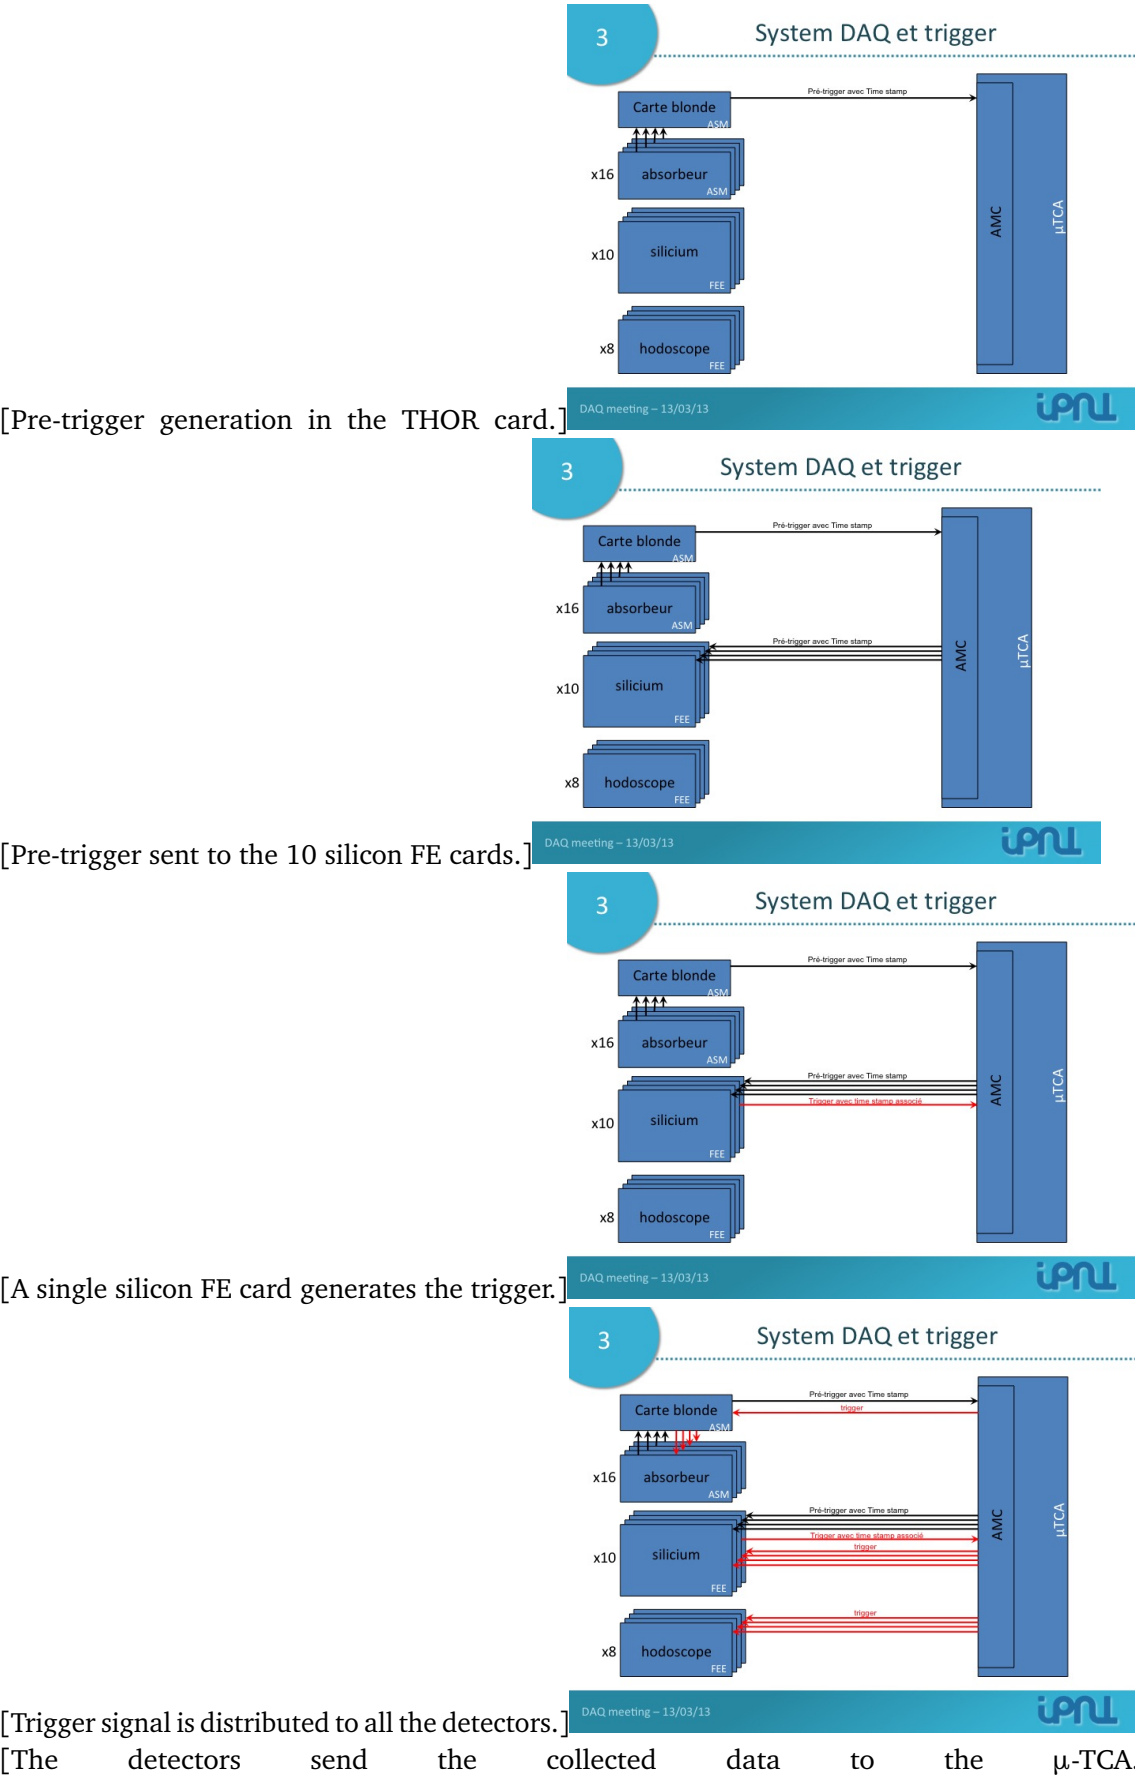 3
System DAQ et trigger
Pré-trigger avec Time stamp
Carte blonde
ASM
x16
absorbeur
ASM
x10
silicium
FEE
x8
hodoscope
FEE
AMC
µTCA
DAQ meeting – 13/03/13
ipnl
[Pre-trigger generation in the THOR card.]
3
System DAQ et trigger
Pré-trigger avec Time stamp
Carte blonde
ASM
x16
absorbeur
ASM
Pré-trigger avec Time stamp
x10
silicium
FEE
x8
hodoscope
FEE
AMC
µTCA
DAQ meeting – 13/03/13
ipnl
[Pre-trigger sent to the 10 silicon FE cards.]
3
System DAQ et trigger
Pré-trigger avec Time stamp
Carte blonde
ASM
x16
absorbeur
ASM
Pré-trigger avec Time stamp
Trigger avec time stamp associé
x10
silicium
FEE
x8
hodoscope
FEE
AMC
µTCA
DAQ meeting – 13/03/13
ipnl
[A single silicon FE card generates the trigger.]
3
System DAQ et trigger
Pré-trigger avec Time stamp
trigger
Carte blonde
ASM
x16
absorbeur
ASM
Pré-trigger avec Time stamp
Trigger avec time stamp associé
trigger
x10
silicium
FEE
trigger
x8
hodoscope
FEE
AMC
µTCA
DAQ meeting – 13/03/13
ipnl
[Trigger signal is distributed to all the detectors.]
[The detectors send the collected data to the µ-TCA.